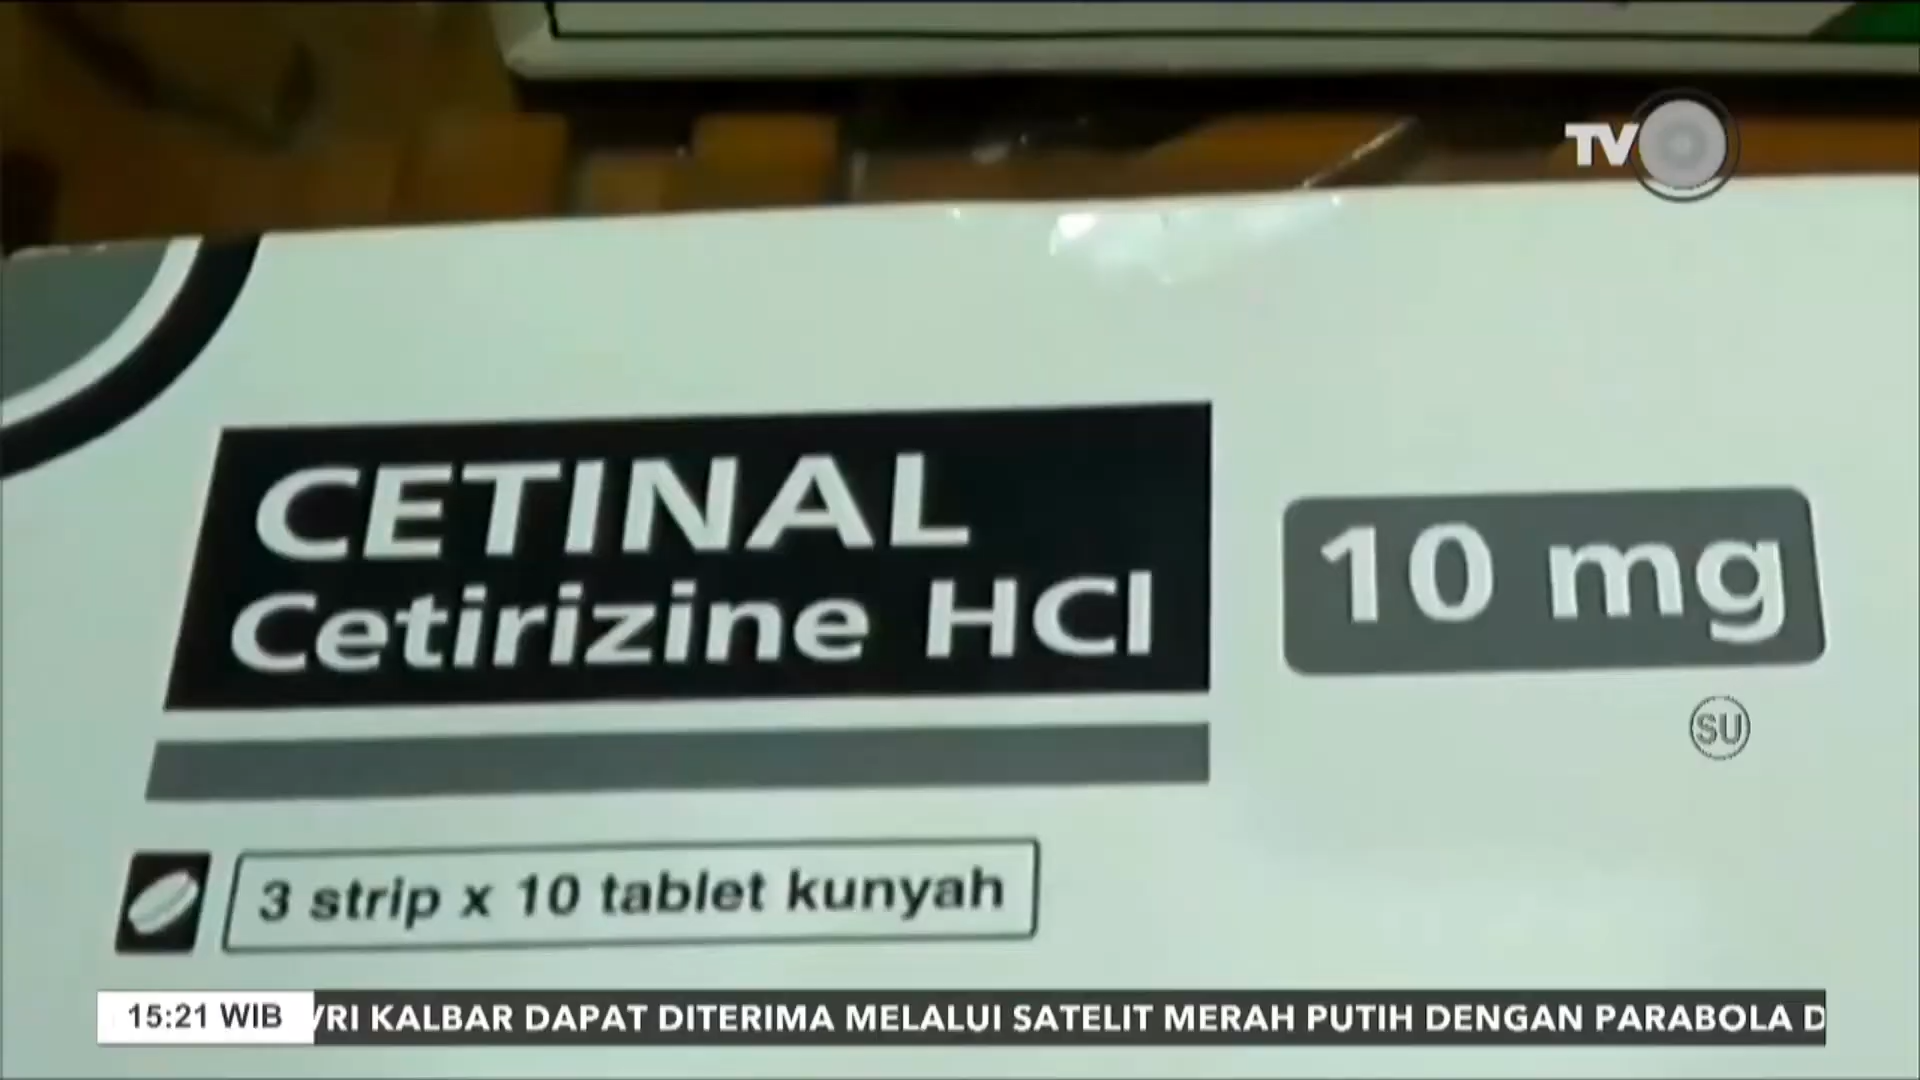 TV
CETINAL
Cetirizine HCl
10 mg
SU
3 strip x 10 tablet kunyah
15:21 WIB
VRI KALBAR DAPAT DITERIMA MELALUI SATELIT MERAH PUTIH DENGAN PARABOLA D